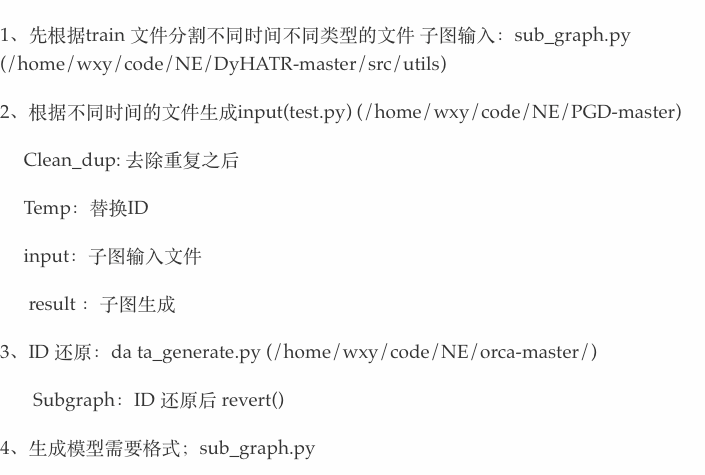 1、先根据train 文件分割不同时间不同类型的文件 子图输入：sub_graph.py
(/home/wxy/code/NE/DyHATR-master/src/utils)
2、根据不同时间的文件生成input(test.py) (/home/wxy/code/NE/PGD-master)
Clean_dup: 去除重复之后
Temp：替换ID
input：子图输入文件
result ：子图生成
3、ID 还原：da ta_generate.py (/home/wxy/code/NE/orca-master/)
Subgraph：ID 还原后 revert()
4、生成模型需要格式；sub_graph.py